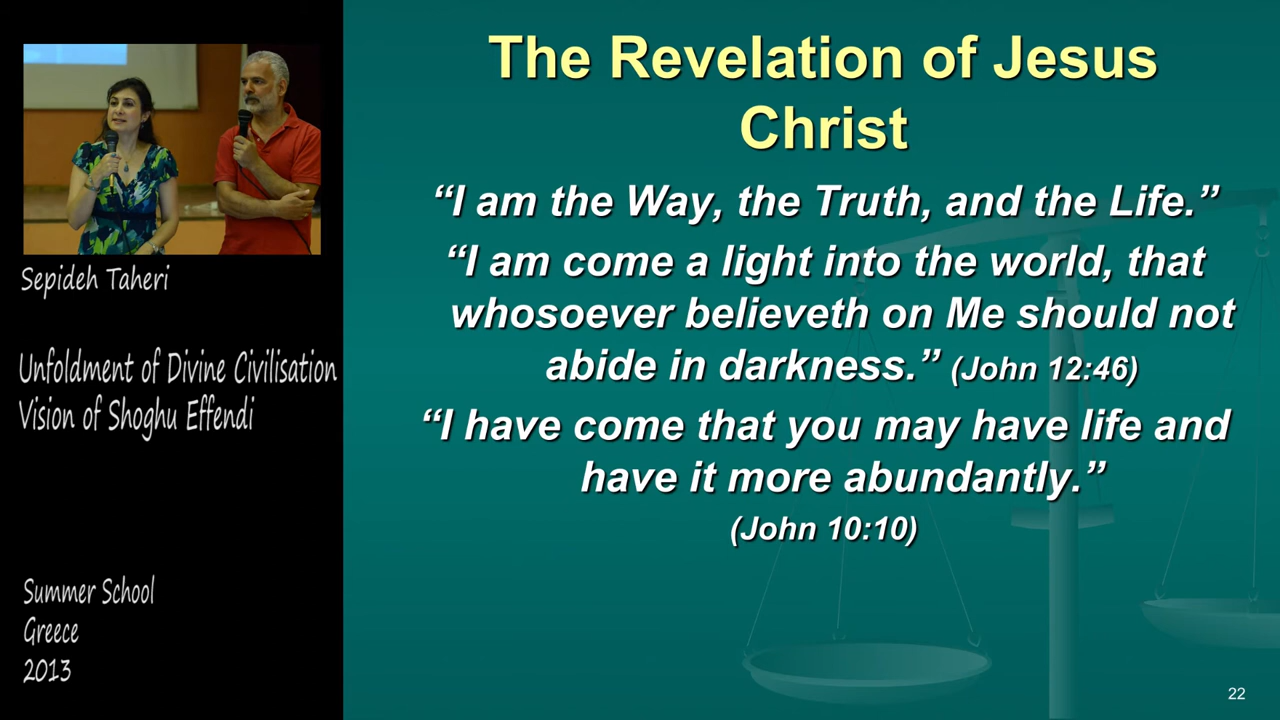 Sepideh Taheri
Unfoldment of Divine Civilisation
Vision of Shoghu Effendi
Summer School
Greece
2013
The Revelation of Jesus
Christ
“I am the Way, the Truth, and the Life.”
“I am come a light into the world, that
whosoever believeth on Me should not
abide in darkness.” (John 12:46)
“I have come that you may have life and
have it more abundantly.”
(John 10:10)
22